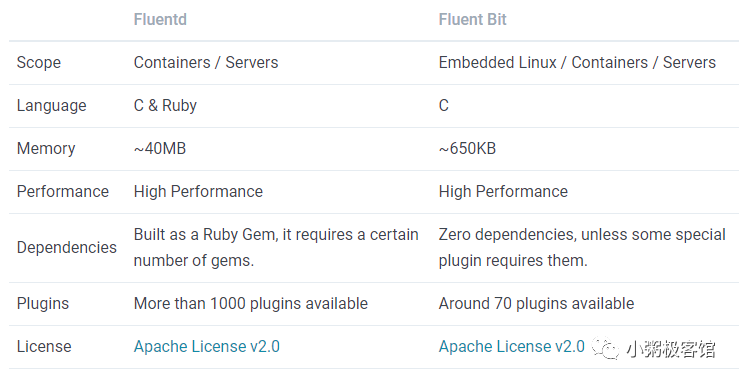 Fluentd Fluent Bit
Scope Containers / Servers Embedded Linux / Containers / Servers
Language C & Ruby C
Memory ~40MB ~650KB
Performance High Performance High Performance
Dependencies Built as a Ruby Gem, it requires a certain number of gems. Zero dependencies, unless some special plugin requires them.
Plugins More than 1000 plugins available Around 70 plugins available
License Apache License v2.0 Apache License v2.0
小粥极客馆